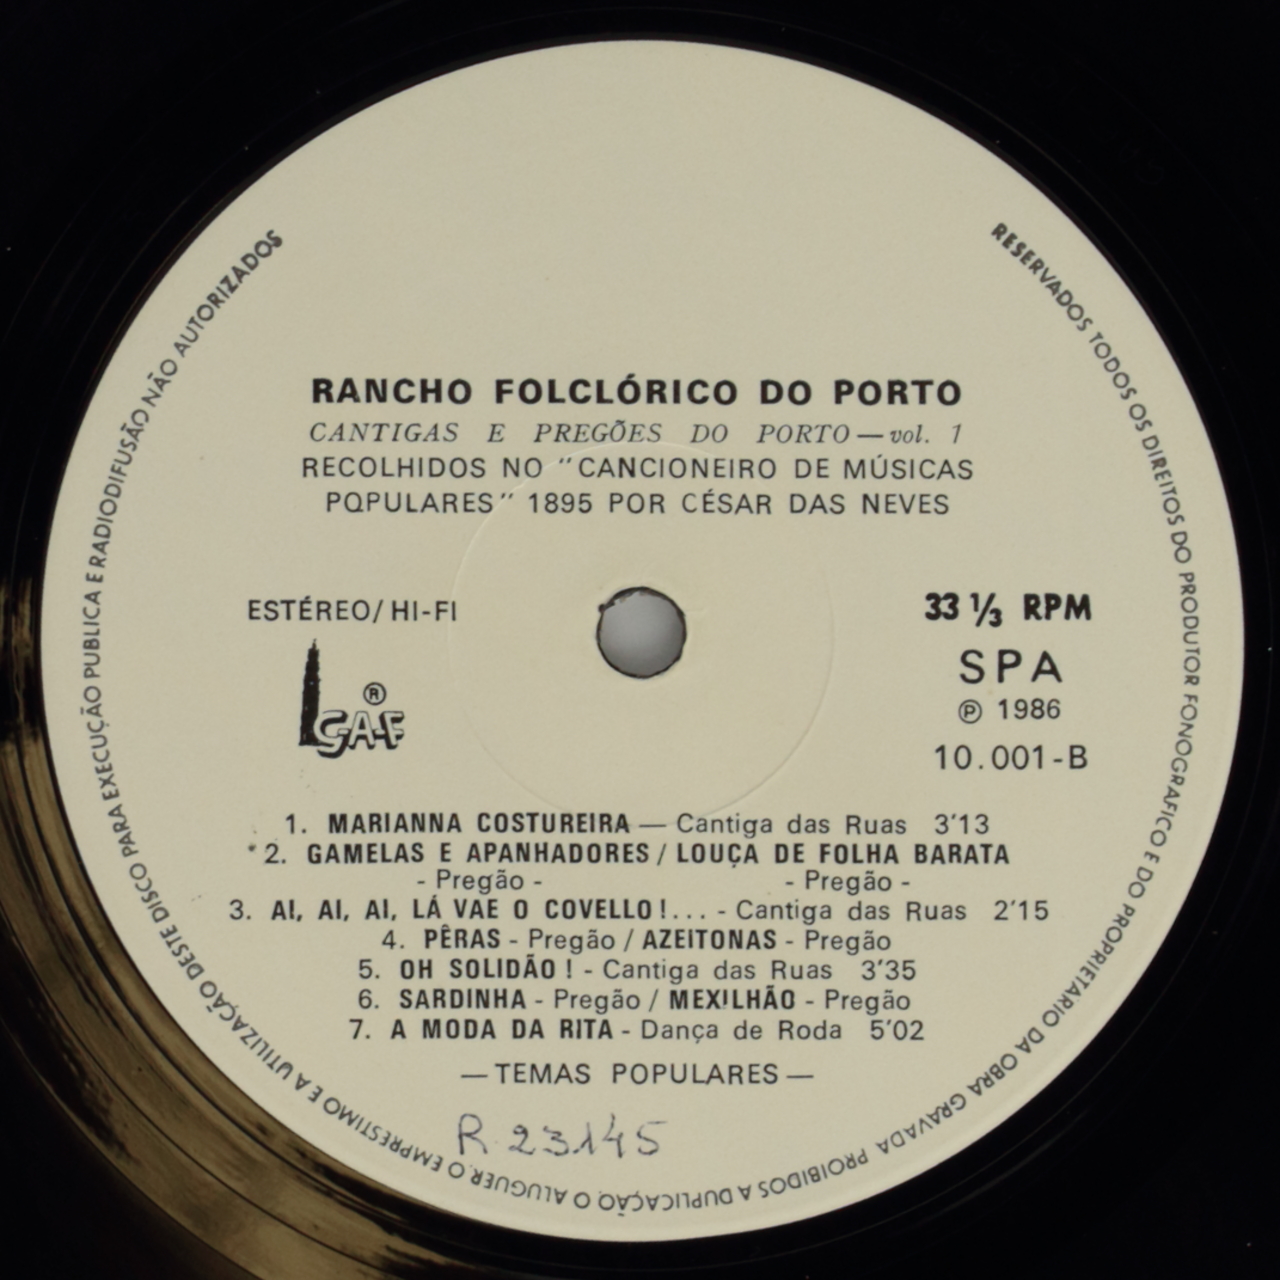 RANCHO FOLCLÓRICO DO PORTO
CANTIGAS E PREGÕES DO PORTO — vol. 1
RECOLHIDOS NO "CANCIONEIRO DE MÚSICAS
POPULARES" 1895 POR CÉSAR DAS NEVES
ESTÉREO/HI-FI
33 ⅓ RPM
GAF ®
SPA
Ⓟ 1986
10.001-B
1. MARIANNA COSTUREIRA — Cantiga das Ruas 3'13
2. GAMELAS E APANHADORES / LOUÇA DE FOLHA BARATA
- Pregão - - Pregão -
3. AI, AI, AI, LÁ VAE O COVELLO!... - Cantiga das Ruas 2'15
4. PÊRAS - Pregão / AZEITONAS - Pregão
5. OH SOLIDÃO ! - Cantiga das Ruas 3'35
6. SARDINHA - Pregão / MEXILHÃO - Pregão
7. A MODA DA RITA - Dança de Roda 5'02
— TEMAS POPULARES —
R 23145
RESERVADOS TODOS OS DIREITOS DO PRODUTOR FONOGRAFICO E DO PROPRIETARIO DA OBRA GRAVADA PROIBIDOS A DUPLICAÇÃO O ALUGUER O EMPRESTIMO E A UTILIZAÇÃO DESTE DISCO PARA EXECUÇÃO PUBLICA E RADIODIFUSÃO NÃO AUTORIZADOS